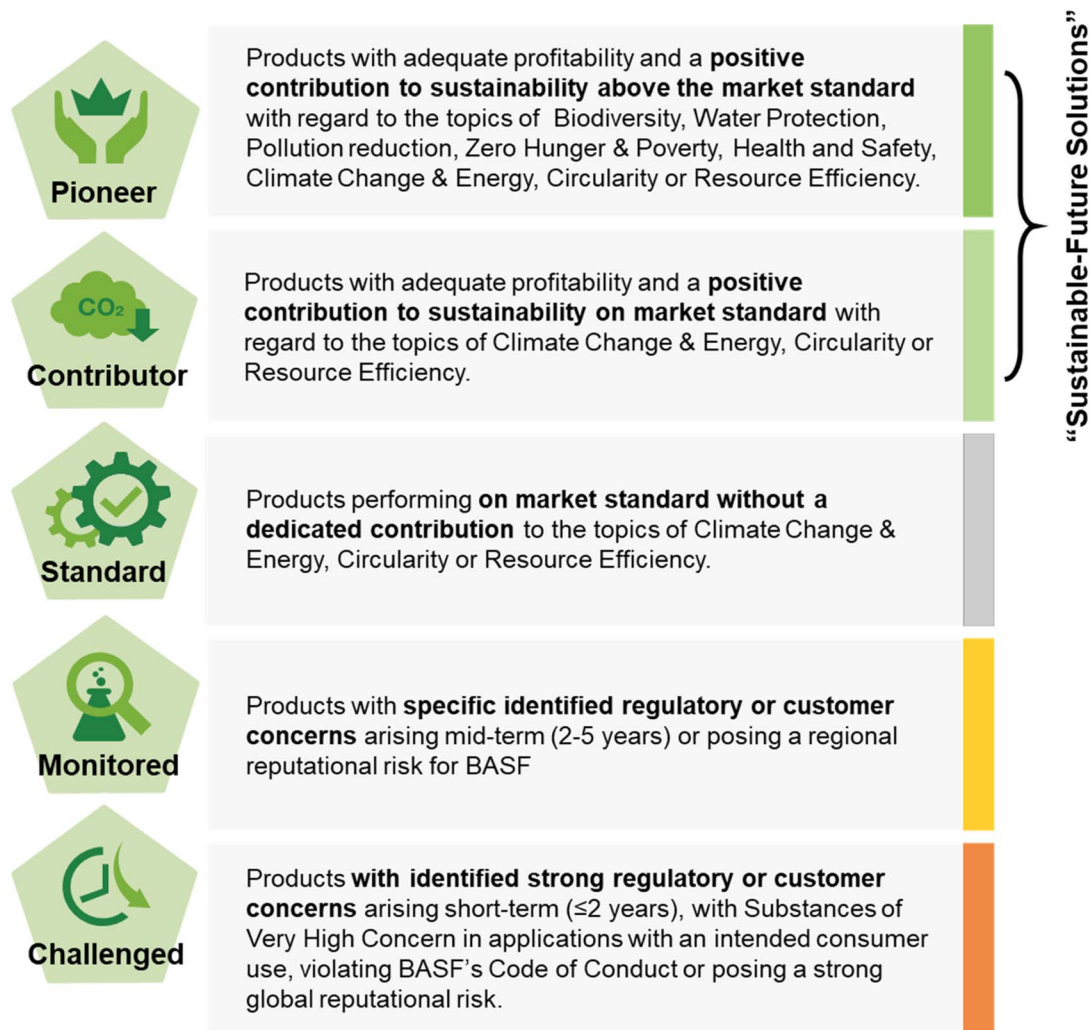 Pioneer
Products with adequate profitability and a positive
contribution to sustainability above the market standard
with regard to the topics of Biodiversity, Water Protection,
Pollution reduction, Zero Hunger & Poverty, Health and Safety,
Climate Change & Energy, Circularity or Resource Efficiency.
CO₂
Contributor
Products with adequate profitability and a positive
contribution to sustainability on market standard with
regard to the topics of Climate Change & Energy, Circularity or
Resource Efficiency.
“Sustainable-Future Solutions”
Standard
Products performing on market standard without a
dedicated contribution to the topics of Climate Change &
Energy, Circularity or Resource Efficiency.
Monitored
Products with specific identified regulatory or customer
concerns arising mid-term (2-5 years) or posing a regional
reputational risk for BASF
Challenged
Products with identified strong regulatory or customer
concerns arising short-term (≤2 years), with Substances of
Very High Concern in applications with an intended consumer
use, violating BASF’s Code of Conduct or posing a strong
global reputational risk.